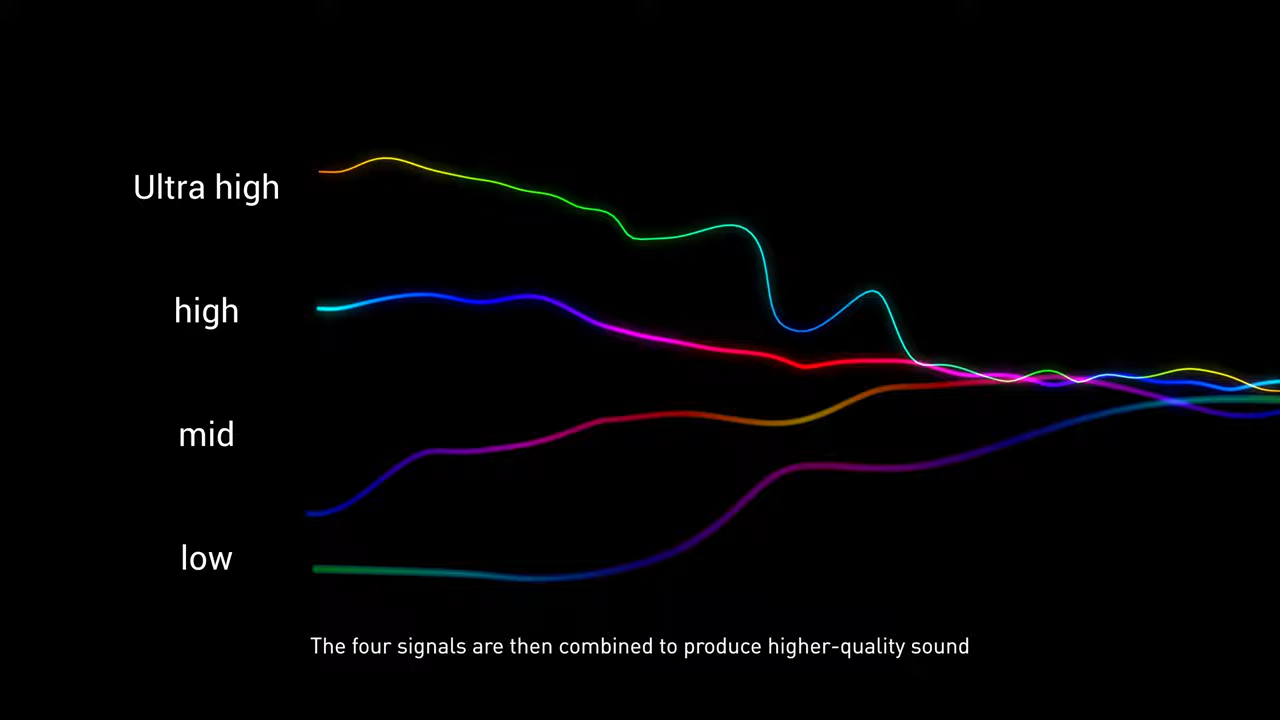 Ultra high
high
mid
low
The four signals are then combined to produce higher-quality sound